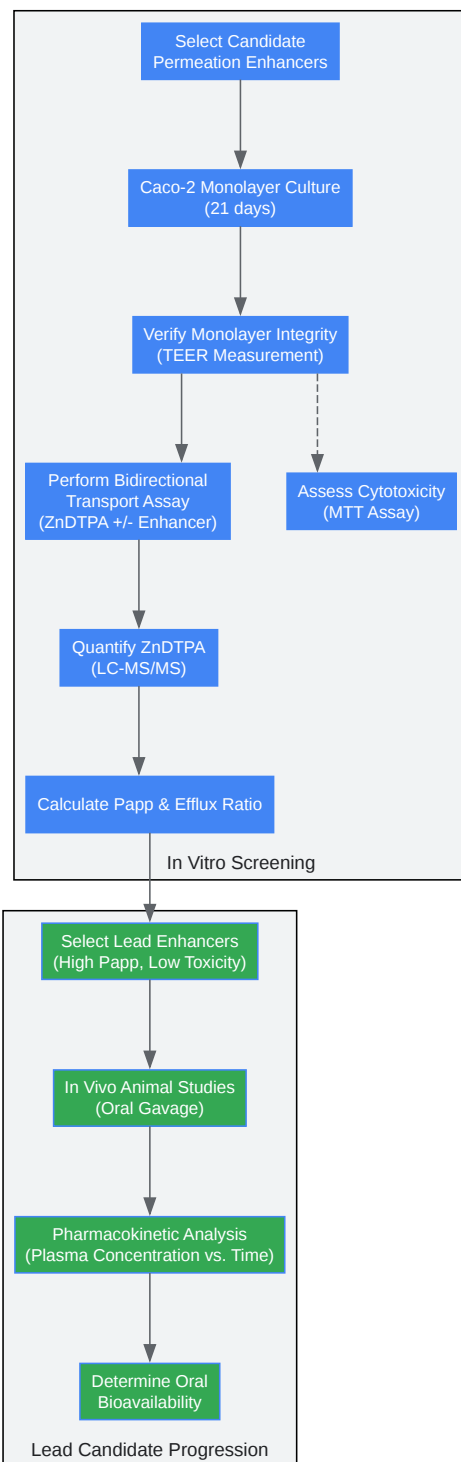 Select Candidate
Permeation Enhancers
Caco-2 Monolayer Culture
(21 days)
Verify Monolayer Integrity
(TEER Measurement)
Perform Bidirectional
Transport Assay
(ZnDTPA +/- Enhancer)
Assess Cytotoxicity
(MTT Assay)
Quantify ZnDTPA
(LC-MS/MS)
Calculate Papp & Efflux Ratio
In Vitro Screening
Select Lead Enhancers
(High Papp, Low Toxicity)
In Vivo Animal Studies
(Oral Gavage)
Pharmacokinetic Analysis
(Plasma Concentration vs. Time)
Determine Oral
Bioavailability
Lead Candidate Progression